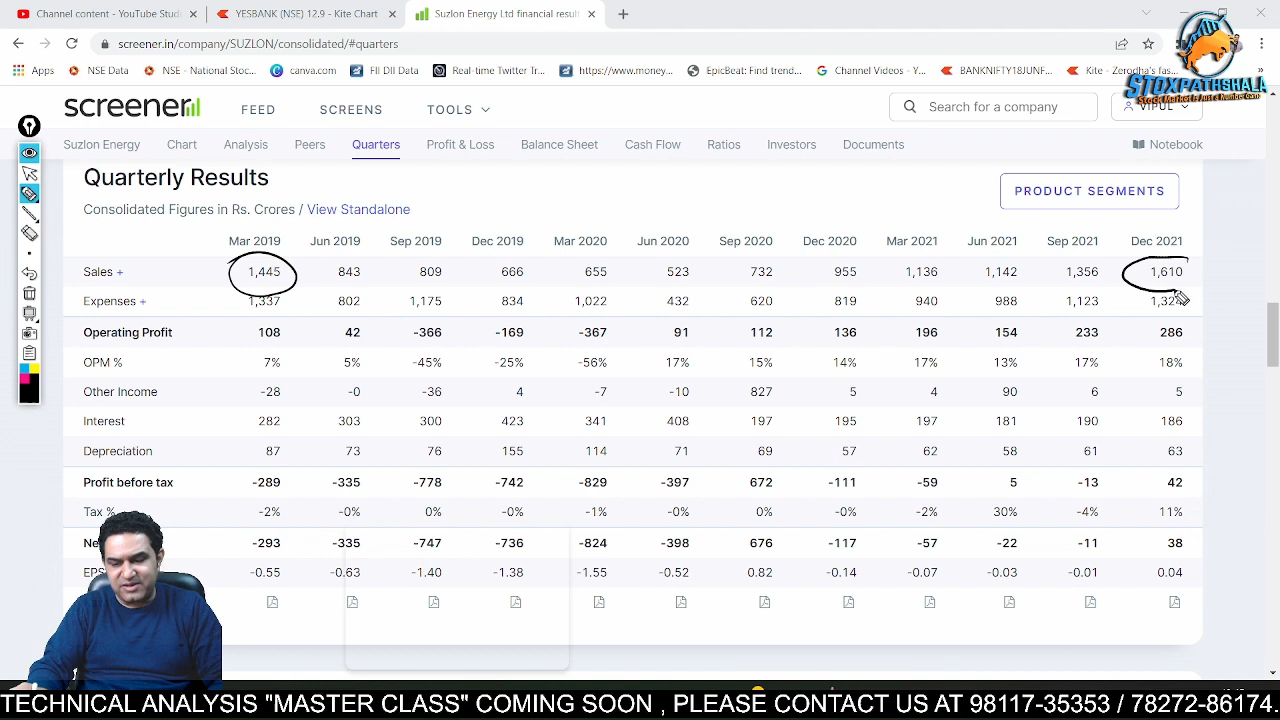 Channel content - YouTube Studi
YESBANK (NSE) 12.9 - Kite Chart
Suzlon Energy Ltd financial result
screener.in/company/SUZLON/consolidated/#quarters
Apps
NSE Data
NSE - National Stoc...
canva.com
FII DII Data
Real
Twitter Tr...
https://www.money...
EpicBeat: Find trend...
Channel Videos - Y
BANKNIFTY18JUNF...
Kite - Zerodha's fas
STOXPATHSHALA
Stock Market is Just a Number Game
screener
FEED
SCREENS
TOOLS
Search for a company
VIPUL
Suzlon Energy Chart Analysis Peers Quarters Profit & Loss Balance Sheet Cash Flow Ratios Investors Documents Notebook
Quarterly Results
PRODUCT SEGMENTS
Consolidated Figures in Rs. Crores / View Standalone
Mar 2019 Jun 2019 Sep 2019 Dec 2019 Mar 2020 Jun 2020 Sep 2020 Dec 2020 Mar 2021 Jun 2021 Sep 2021 Dec 2021
Sales + 1,445 843 809 666 655 523 732 955 1,136 1,142 1,356 1,610
Expenses + 1,337 802 1,175 834 1,022 432 620 819 940 988 1,123
Operating Profit 108 42 -366 -169 -367 91 112 136 196 154 233 286
OPM % 7% 5% -45% -25% -56% 17% 15% 14% 17% 13% 17% 18%
Other Income -28 -0 -36 4 -7 -10 827 5 4 90 6 5
Interest 282 303 300 423 341 408 197 195 197 181 190 186
Depreciation 87 73 76 155 114 71 69 57 62 58 61 63
Profit before tax -289 -335 -778 -742 -829 -397 672 -111 -59 5 -13 42
Tax % -2% -0% 0% -0% -1% -0% 0% -0% -2% 30% -4% 11%
-293 -335 -747 -736 -824 -398 676 -117 -57 -22 -11 38
-0.55 -0.63 -1.40 -1.38 -1.55 -0.52 0.82 -0.14 -0.07 -0.03 -0.01 0.04
TECHNICAL ANALYSIS "MASTER CLASS" COMING SOON , PLEASE CONTACT US AT 98117-35353 / 78272-86174.